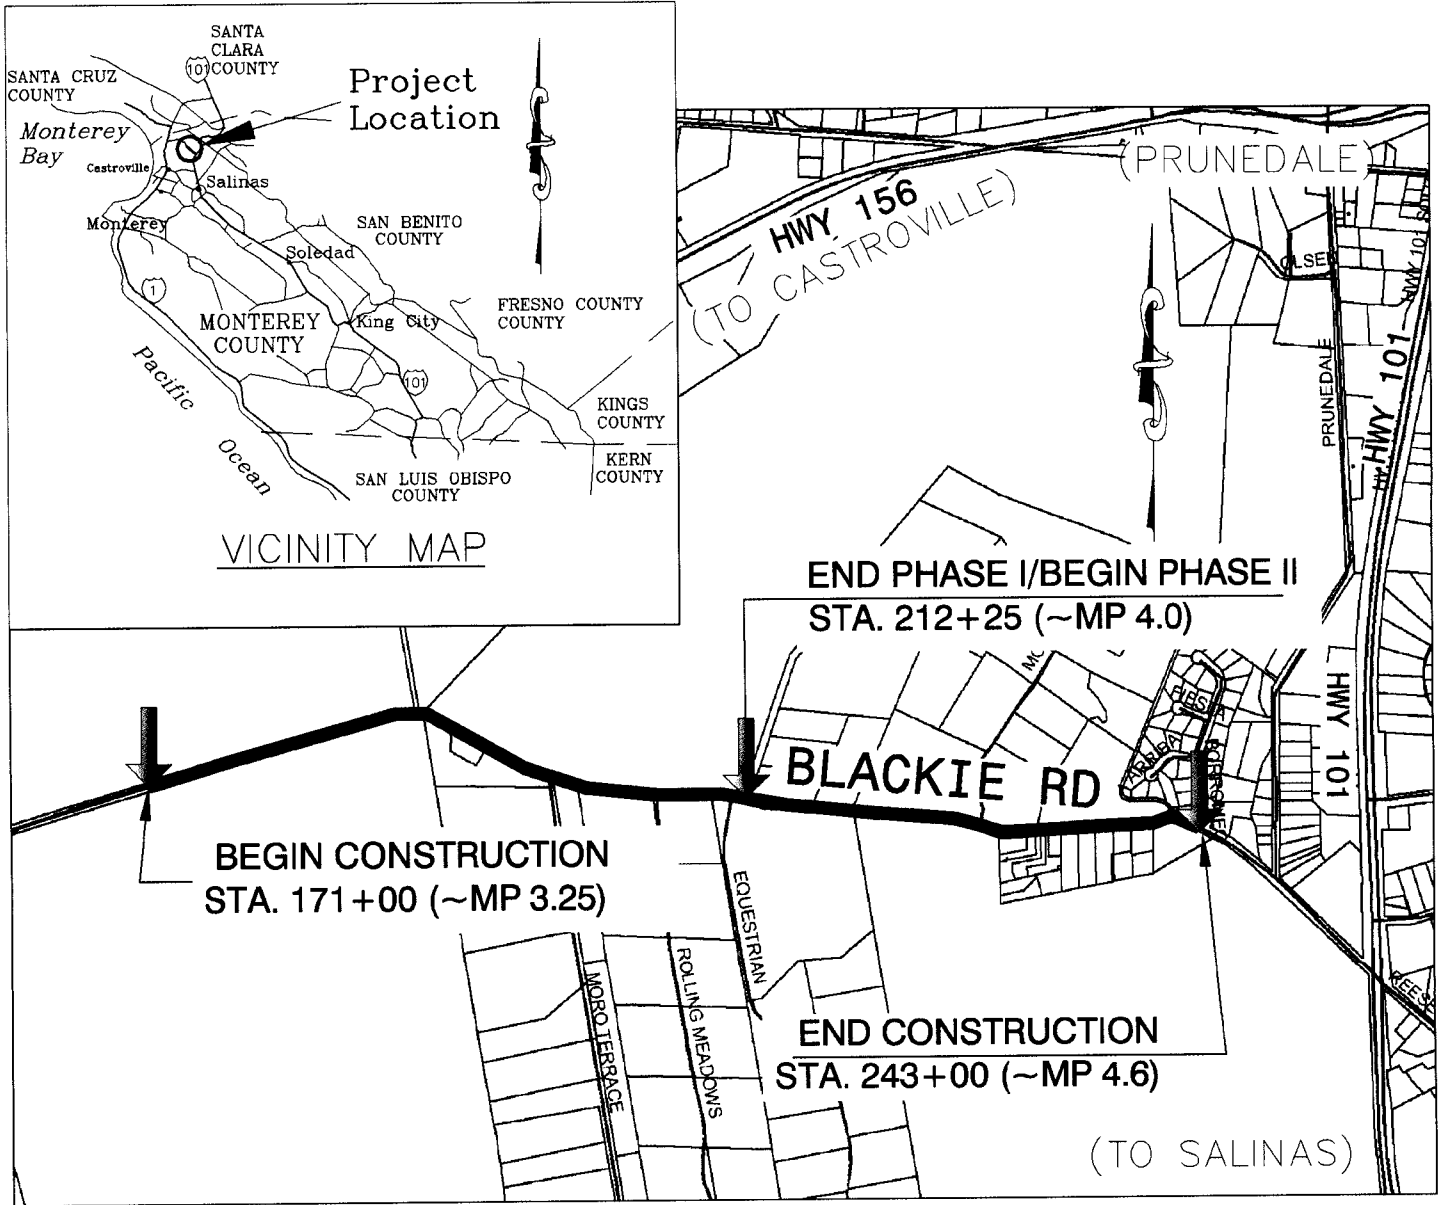 SANTA
CLARA
COUNTY
101
SANTA CRUZ
COUNTY
Project
Location
Monterey
Bay
Castroville
Salinas
Monterey
SAN BENITO
COUNTY
Soledad
1
FRESNO COUNTY
COUNTY
MONTEREY
COUNTY
King City
Pacific
Ocean
101
KINGS
COUNTY
KERN
COUNTY
SAN LUIS OBISPO
COUNTY
VICINITY MAP
(PRUNEDALE)
HWY 156
(TO CASTROVILLE)
OLSEN
PRUNEDALE
HWY 101
HWY 101
END PHASE I/BEGIN PHASE II
STA. 212+25 (~MP 4.0)
FIESTA
ARRIBA
HWY 101
BLACKIE RD
BEGIN CONSTRUCTION
STA. 171+00 (~MP 3.25)
EQUESTRIAN
ROLLING MEADOWS
MORO TERRACE
REESE
END CONSTRUCTION
STA. 243+00 (~MP 4.6)
(TO SALINAS)